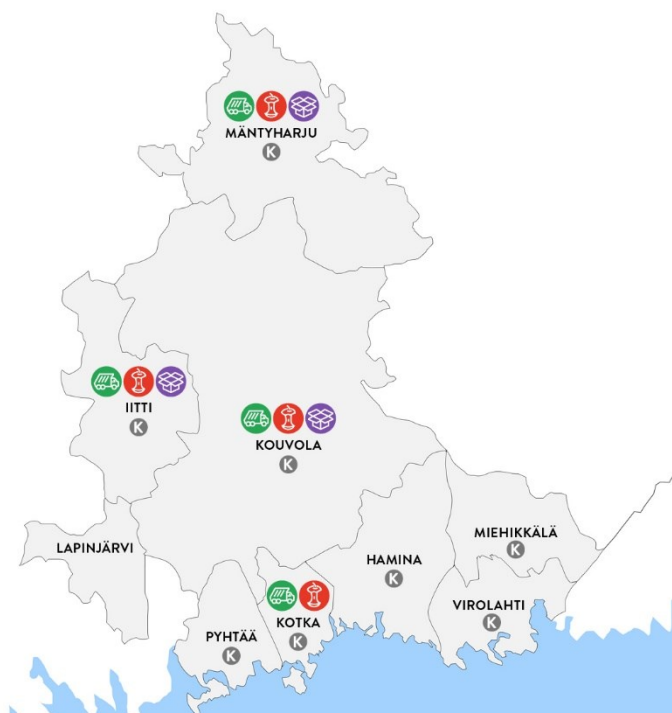 MÄNTYHARJU
K
IITTI
K
KOUVOLA
K
LAPINJÄRVI
MIEHIKKÄLÄ
K
HAMINA
K
VIROLAHTI
K
KOTKA
K
PYHTÄÄ
K